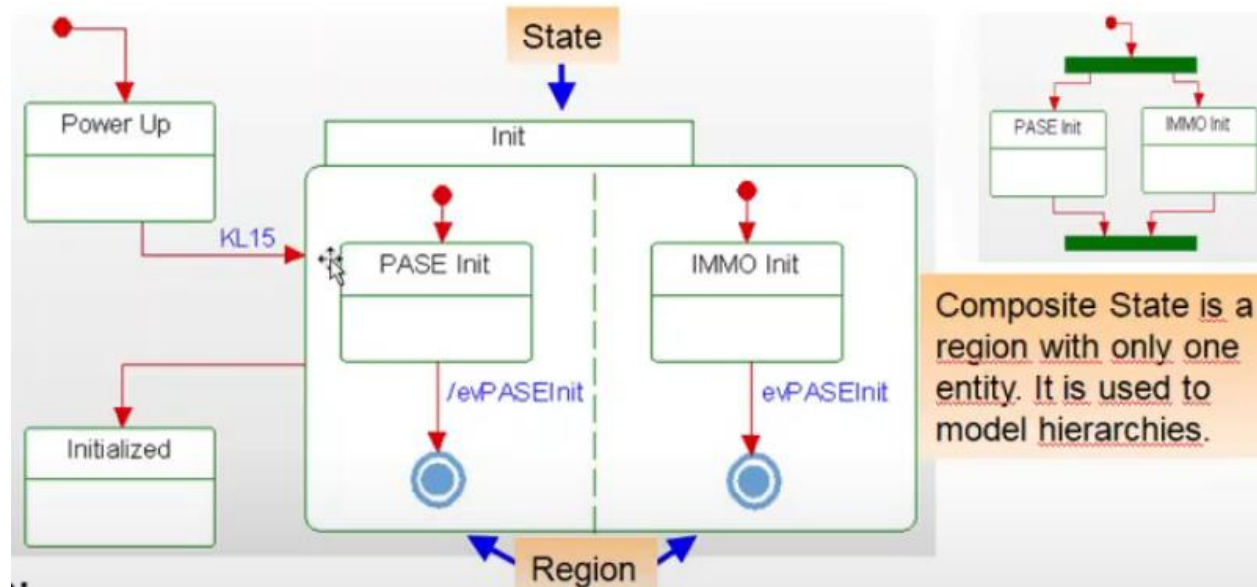 State
Power Up
Init
PASE Init
IMMO Init
KL15
PASE Init
IMMO Init
Composite State is a
region with only one
entity. It is used to
model hierarchies.
/evPASEInit
evPASEInit
Initialized
Region